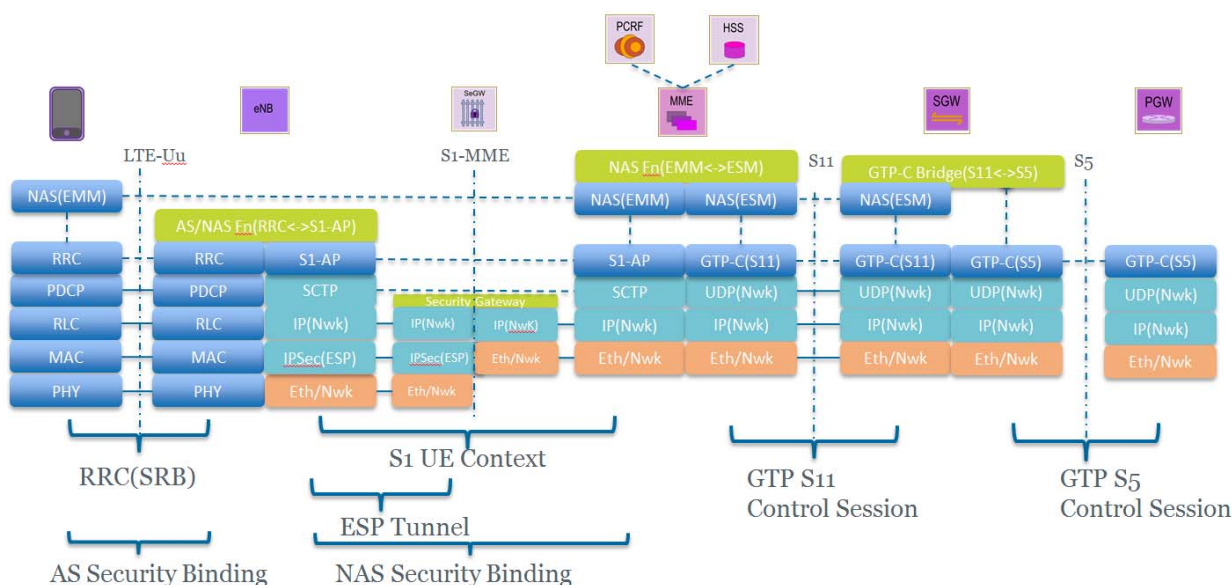 PCRF
HSS
eNB
SeGW
MME
SGW
PGW
LTE-Uu
S1-MME
S11
S5
NAS Fn(EMM<->ESM)
GTP-C Bridge(S11<->S5)
NAS(EMM)
NAS(EMM)
NAS(ESM)
NAS(ESM)
AS/NAS Fn(RRC<->S1-AP)
RRC
RRC
S1-AP
S1-AP
GTP-C(S11)
GTP-C(S11)
GTP-C(S5)
GTP-C(S5)
PDCP
PDCP
SCTP
Security Gateway
SCTP
UDP(Nwk)
UDP(Nwk)
UDP(Nwk)
UDP(Nwk)
RLC
RLC
IP(Nwk)
IP(Nwk)
IP(NwK)
IP(Nwk)
IP(Nwk)
IP(Nwk)
IP(Nwk)
IP(Nwk)
MAC
MAC
IPSec(ESP)
IPSec(ESP)
Eth/Nwk
Eth/Nwk
Eth/Nwk
Eth/Nwk
Eth/Nwk
Eth/Nwk
PHY
PHY
Eth/Nwk
Eth/Nwk
RRC(SRB)
S1 UE Context
GTP S11
Control Session
GTP S5
Control Session
ESP Tunnel
AS Security Binding
NAS Security Binding